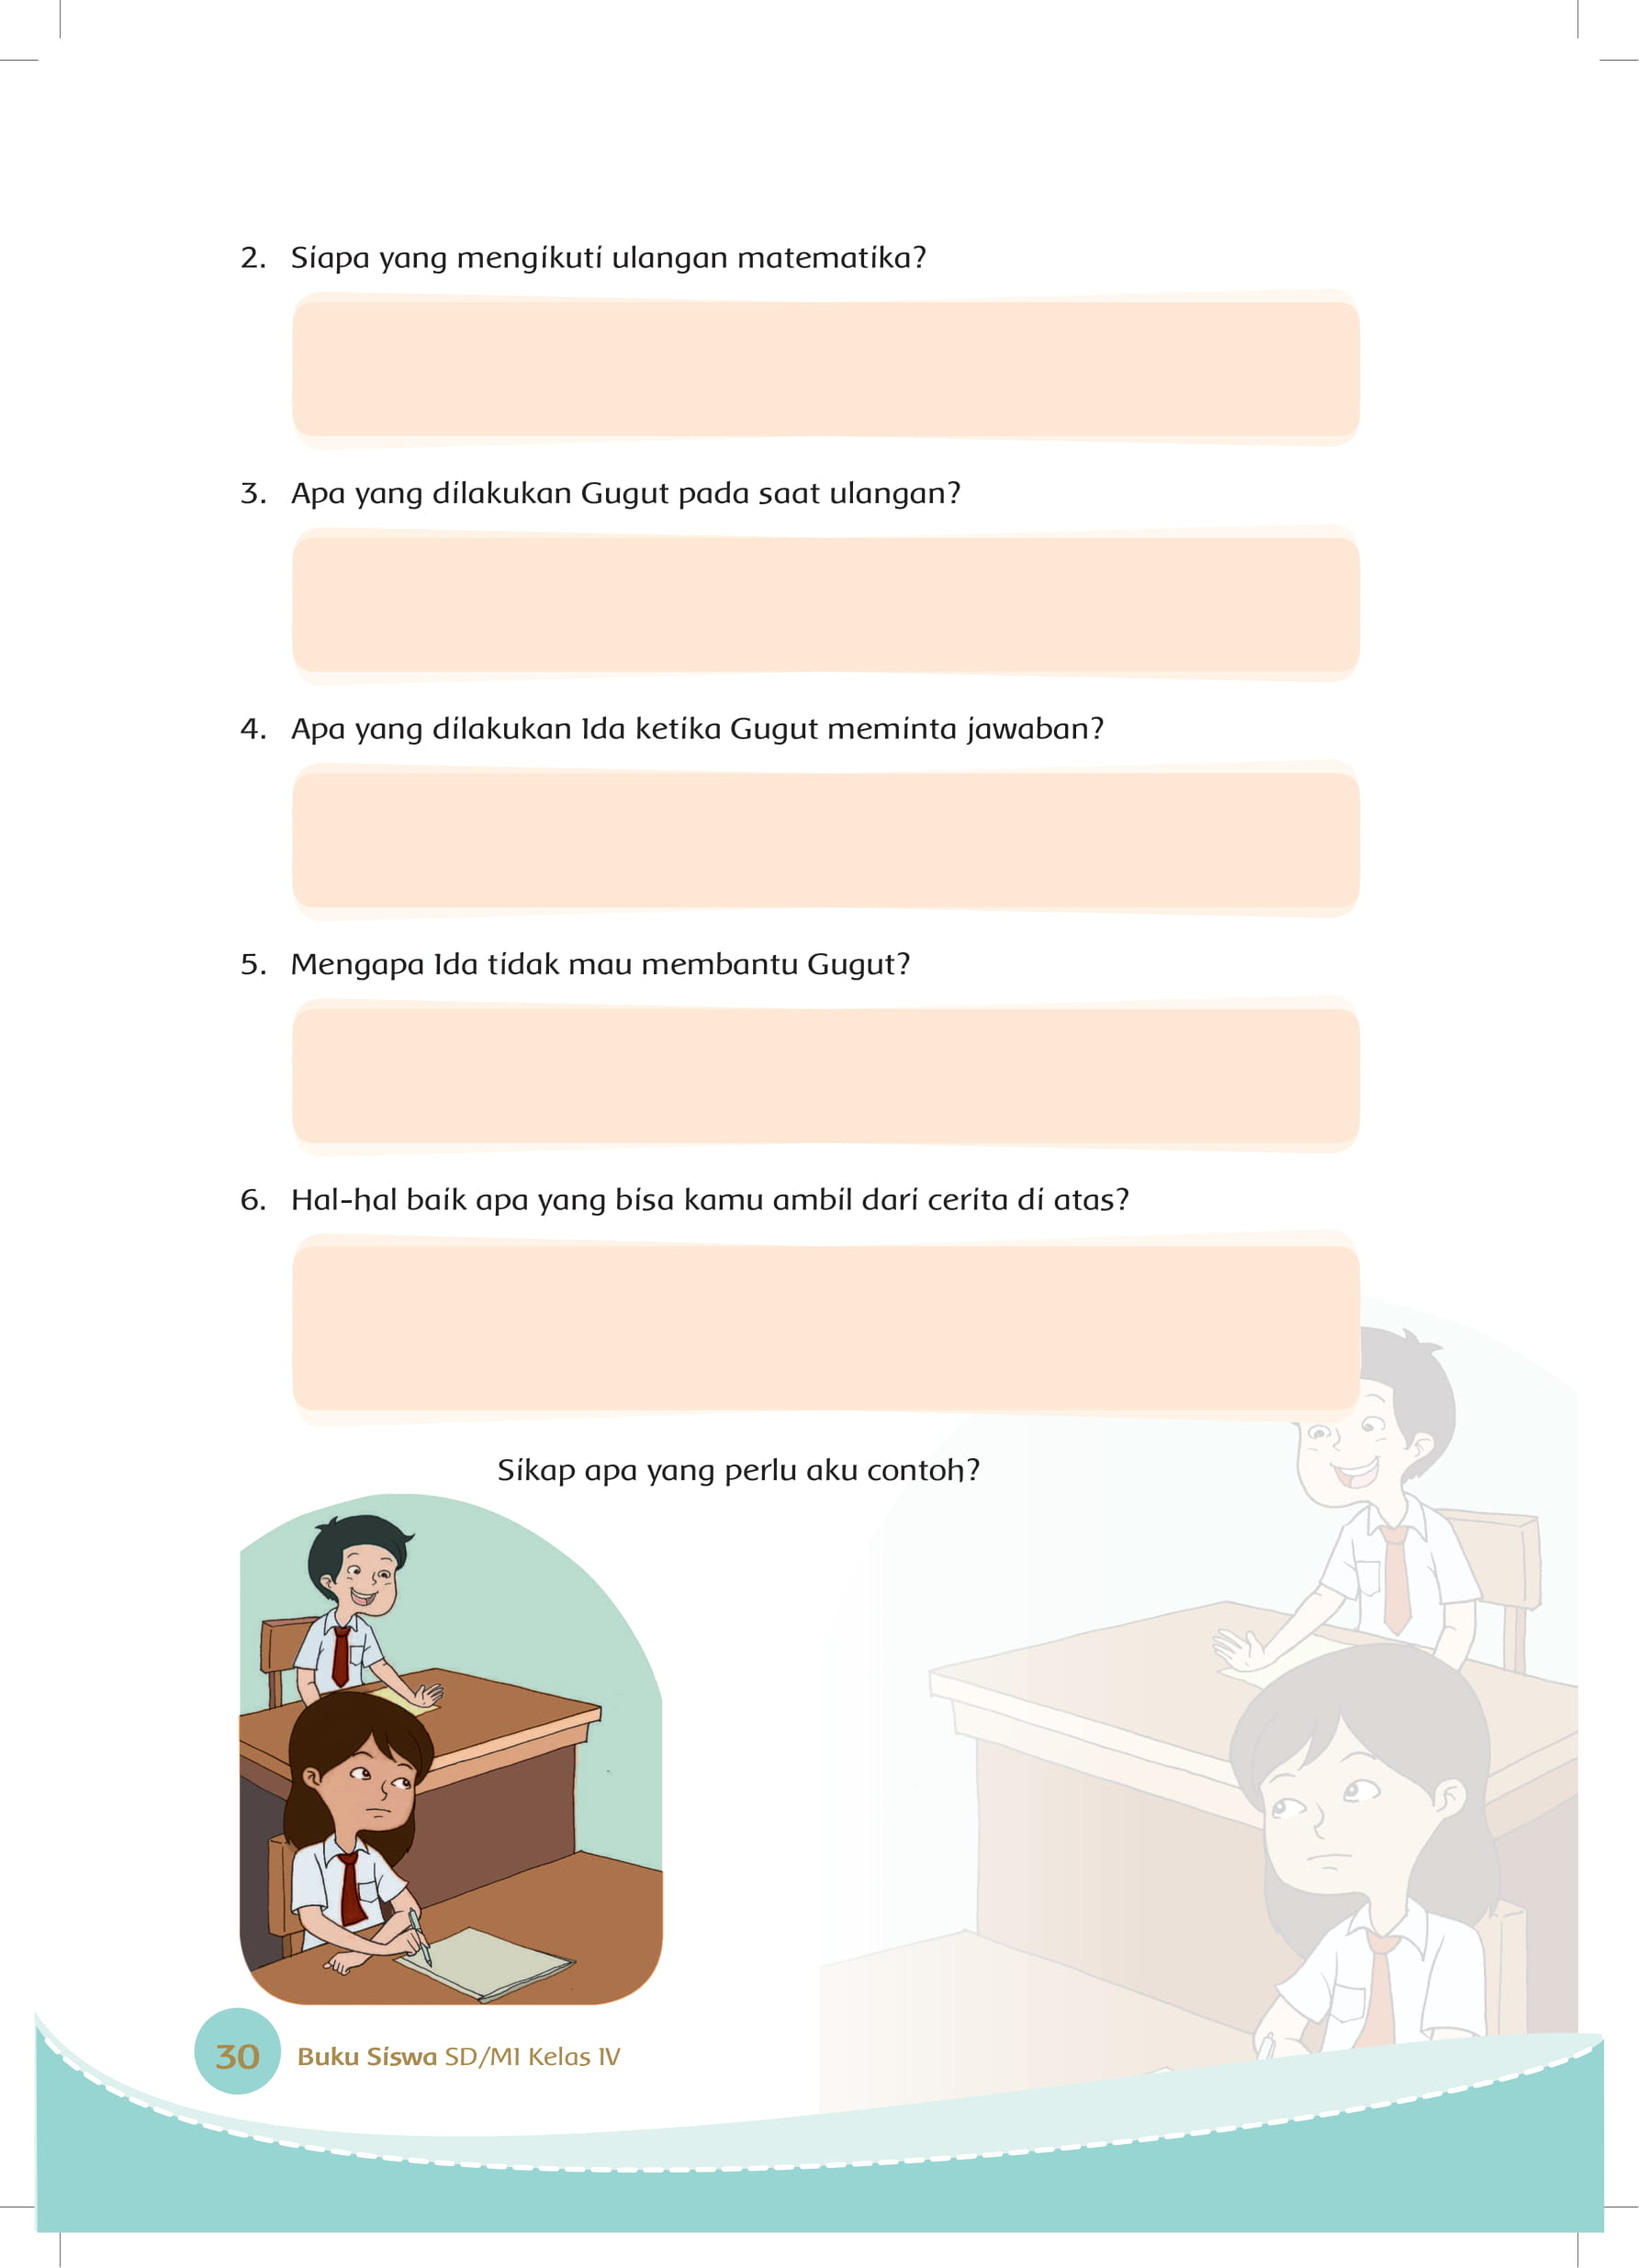 2. Siapa yang mengikuti ulangan matematika?
3. Apa yang dilakukan Gugut pada saat ulangan?
4. Apa yang dilakukan Ida ketika Gugut meminta jawaban?
5. Mengapa Ida tidak mau membantu Gugut?
6. Hal-hal baik apa yang bisa kamu ambil dari cerita di atas?
Sikap apa yang perlu aku contoh?
30 Buku Siswa SD/MI Kelas IV